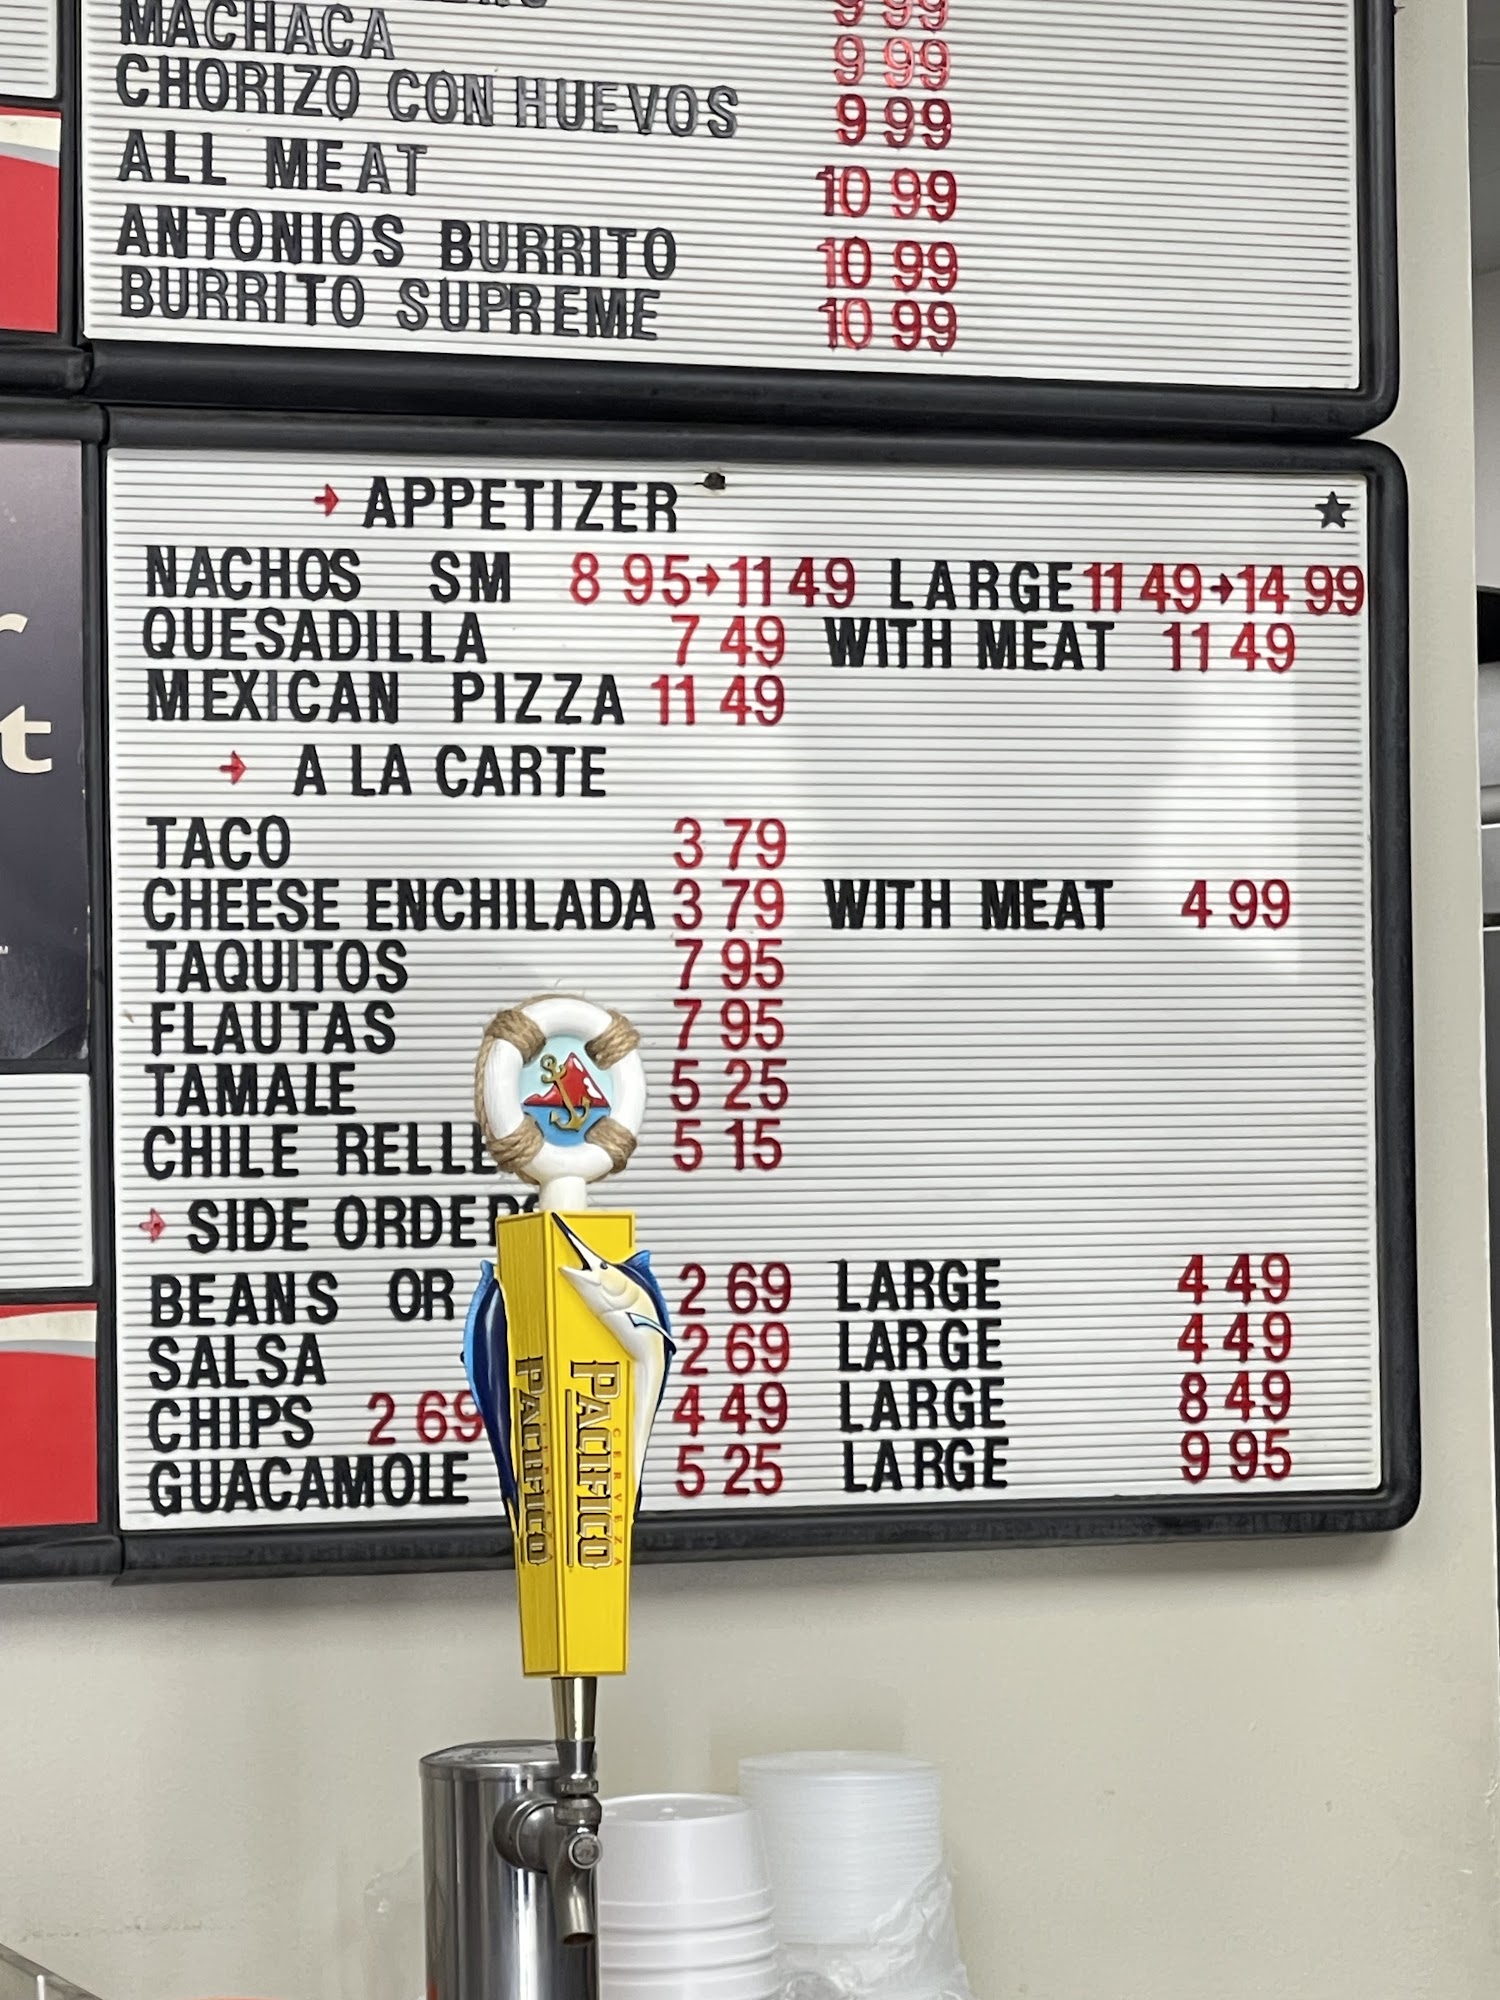 9 99
MACHACA 9 99
CHORIZO CON HUEVOS 9 99
ALL MEAT 10 99
ANTONIOS BURRITO 10 99
BURRITO SUPREME 10 99
→ APPETIZER ★
NACHOS SM 8 95→11 49 LARGE 11 49→14 99
QUESADILLA 7 49 WITH MEAT 11 49
MEXICAN PIZZA 11 49
→ A LA CARTE
TACO 3 79
CHEESE ENCHILADA 3 79 WITH MEAT 4 99
TAQUITOS 7 95
FLAUTAS 7 95
TAMALE 5 25
CHILE RELLE 5 15
→ SIDE ORDERS
BEANS OR 2 69 LARGE 4 49
SALSA 2 69 LARGE 4 49
CHIPS 2 69 4 49 LARGE 8 49
GUACAMOLE 5 25 LARGE 9 95
t
PACIFICO
PACIFICO
CERVEZA